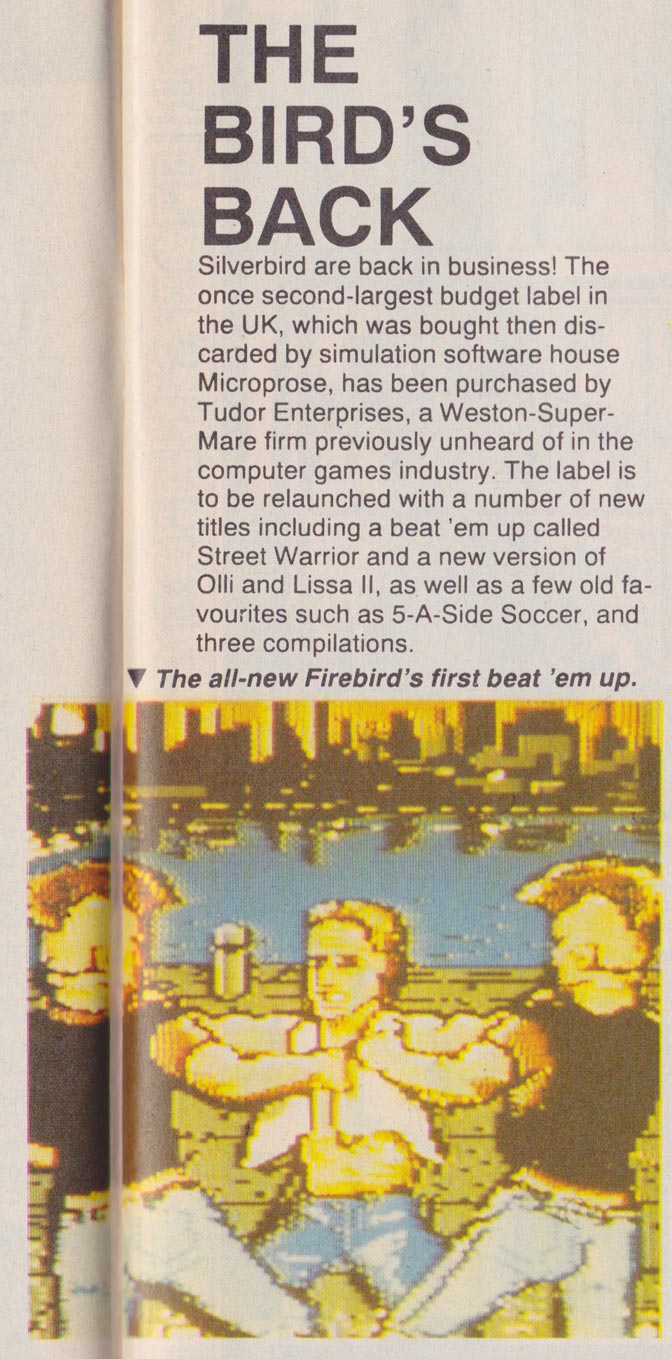 THE
BIRD'S
BACK
Silverbird are back in business! The
once second-largest budget label in
the UK, which was bought then dis-
carded by simulation software house
Microprose, has been purchased by
Tudor Enterprises, a Weston-Super-
Mare firm previously unheard of in the
computer games industry. The label is
to be relaunched with a number of new
titles including a beat 'em up called
Street Warrior and a new version of
Olli and Lissa II, as well as a few old fa-
vourites such as 5-A-Side Soccer, and
three compilations.
▼ The all-new Firebird's first beat 'em up.